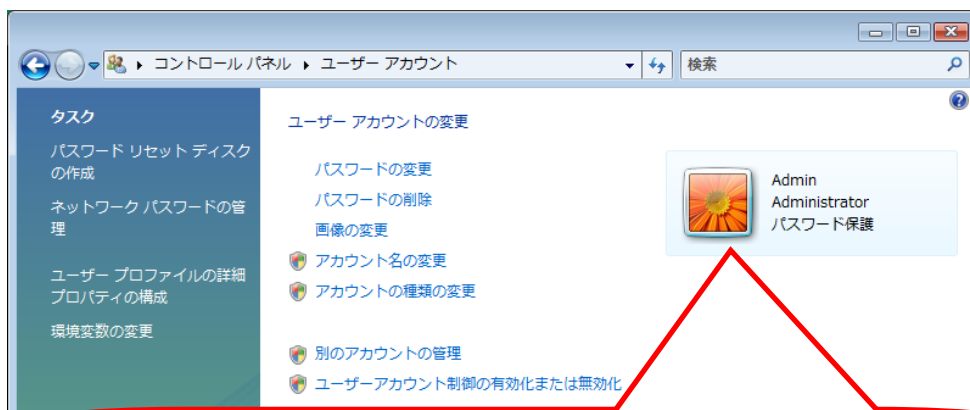 コントロール パネル ▸ ユーザー アカウント
検索
タスク
パスワード リセット ディスク
の作成
ネットワーク パスワードの管
理
ユーザー プロファイルの詳細
プロパティの構成
環境変数の変更
ユーザー アカウントの変更
パスワードの変更
パスワードの削除
画像の変更
アカウント名の変更
アカウントの種類の変更
別のアカウントの管理
ユーザーアカウント制御の有効化または無効化
Admin
Administrator
パスワード保護